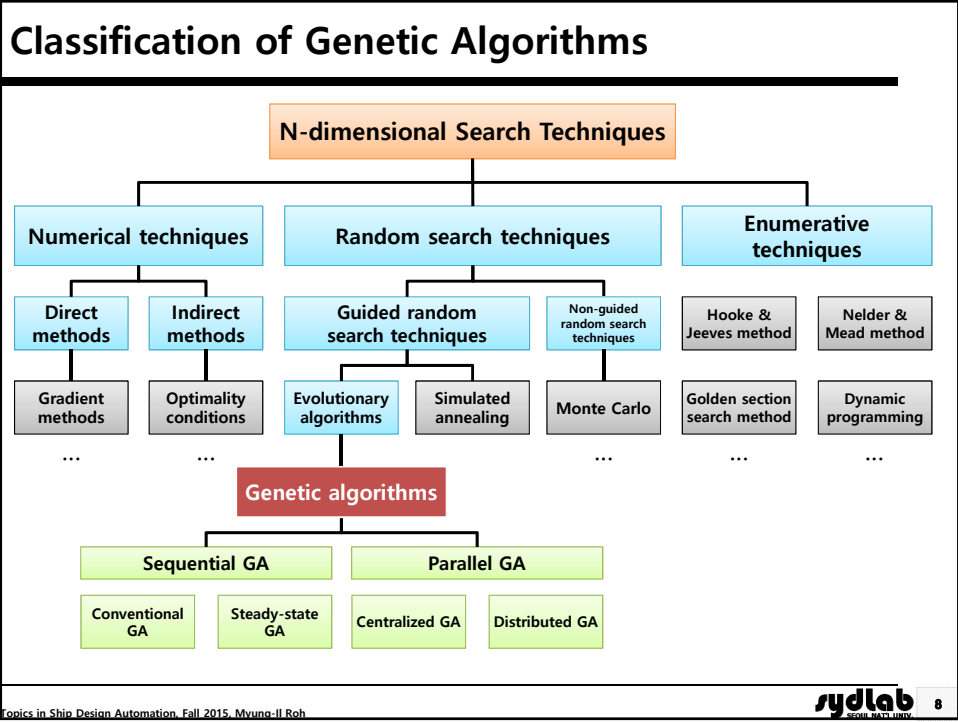 Classification of Genetic Algorithms
N-dimensional Search Techniques
Numerical techniques
Random search techniques
Enumerative
techniques
Direct
methods
Indirect
methods
Guided random
search techniques
Non-guided
random search
techniques
Hooke &
Jeeves method
Nelder &
Mead method
Gradient
methods
Optimality
conditions
Evolutionary
algorithms
Simulated
annealing
Monte Carlo
Golden section
search method
Dynamic
programming
...
...
...
...
...
Genetic algorithms
Sequential GA
Parallel GA
Conventional
GA
Steady-state
GA
Centralized GA
Distributed GA
Topics in Ship Design Automation, Fall 2015, Myung-Il Roh
sydlab
SEOUL NAT'L UNIV.
8